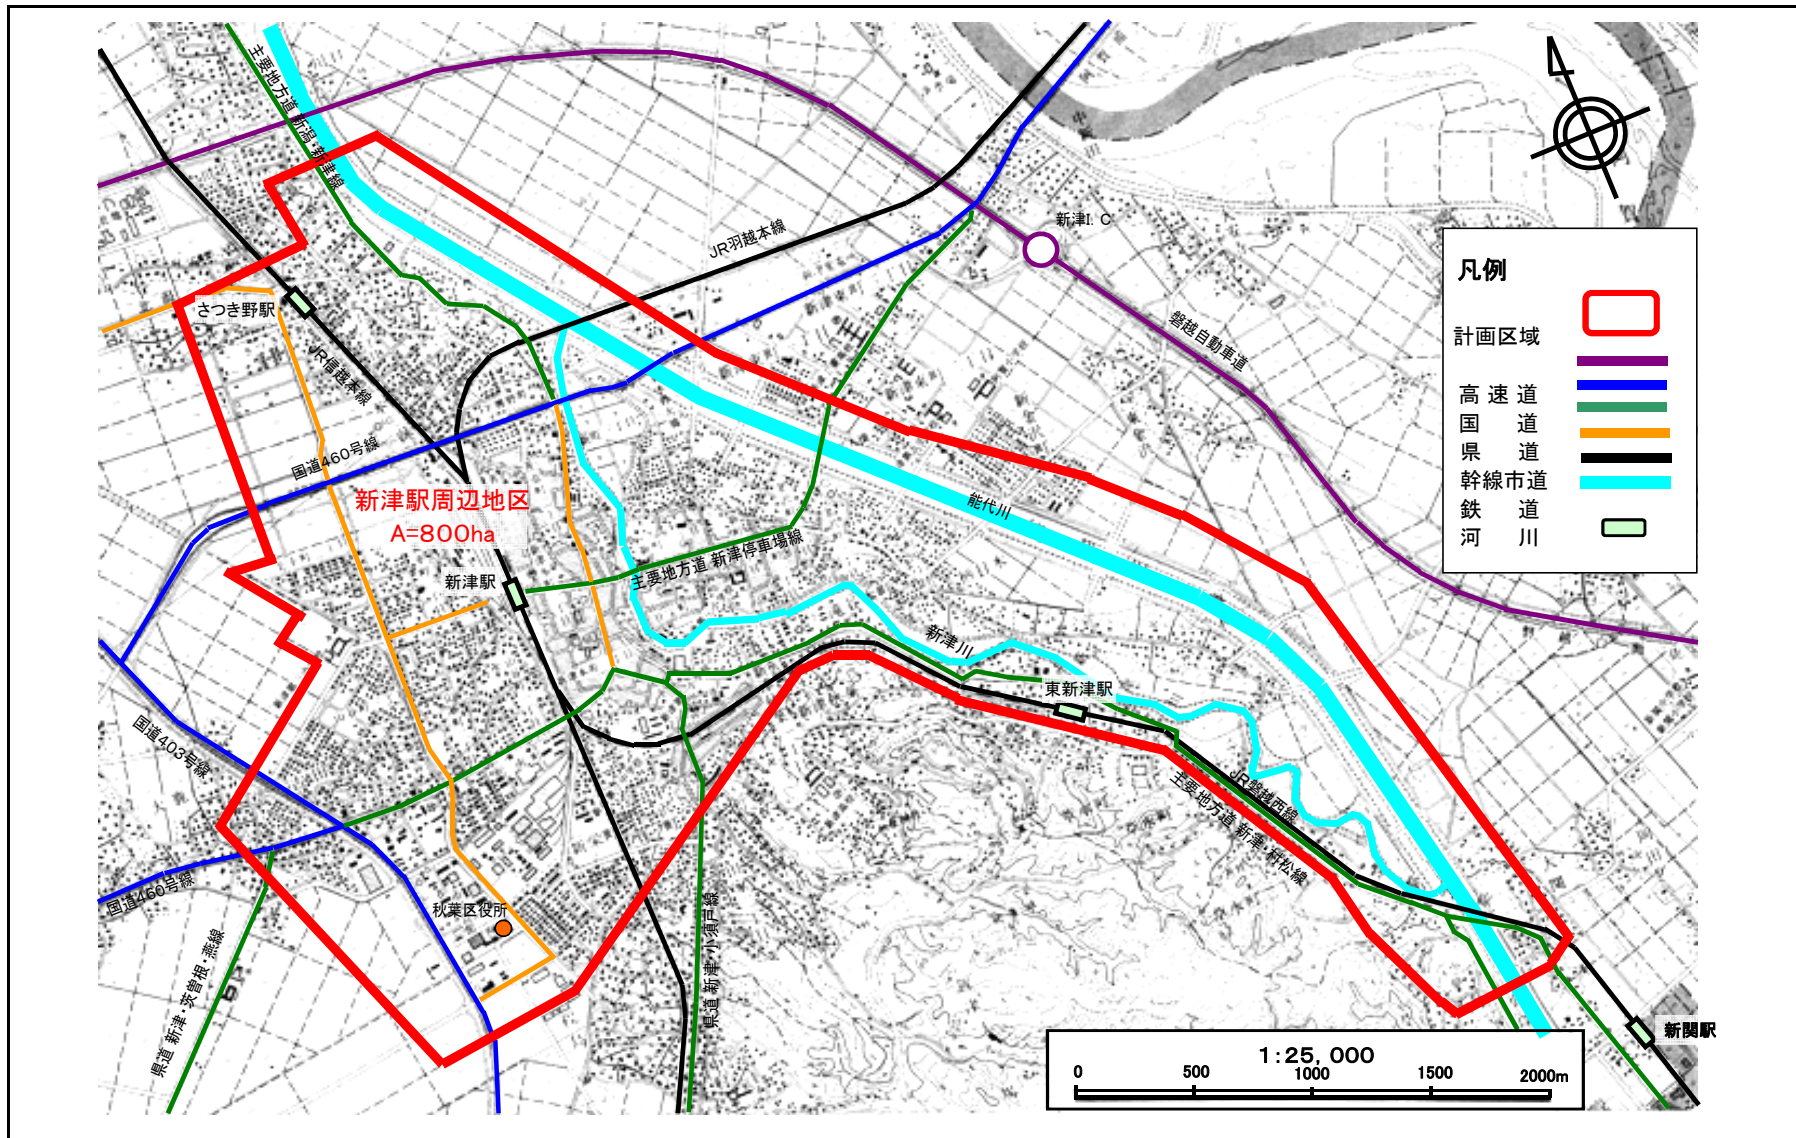 主要地方道 新潟・新津線
新津I. C
JR羽越本線
凡例
計画区域
高 速 道
国 道
県 道
幹線市道
鉄 道
河 川
さつき野駅
磐越自動車道
JR信越本線
国道460号線
新津駅周辺地区
A=800ha
能代川
主要地方道 新津停車場線
新津駅
新津川
東新津駅
国道403号線
JR磐越西線
主要地方道 新津・村松線
国道460号線
秋葉区役所
県道 新津・茨曽根・燕線
県道 新津・小須戸線
新関駅
1:25,000
0 500 1000 1500 2000m